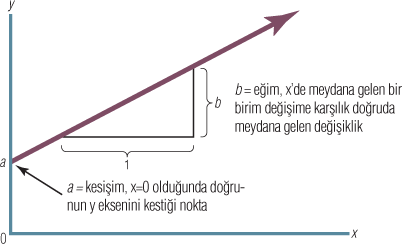 y
b
b = eğim, x'de meydana gelen bir
birim değişime karşılık doğruda
meydana gelen değişiklik
a
1
a = kesişim, x=0 olduğunda doğru-
nun y eksenini kestiği nokta
0
x